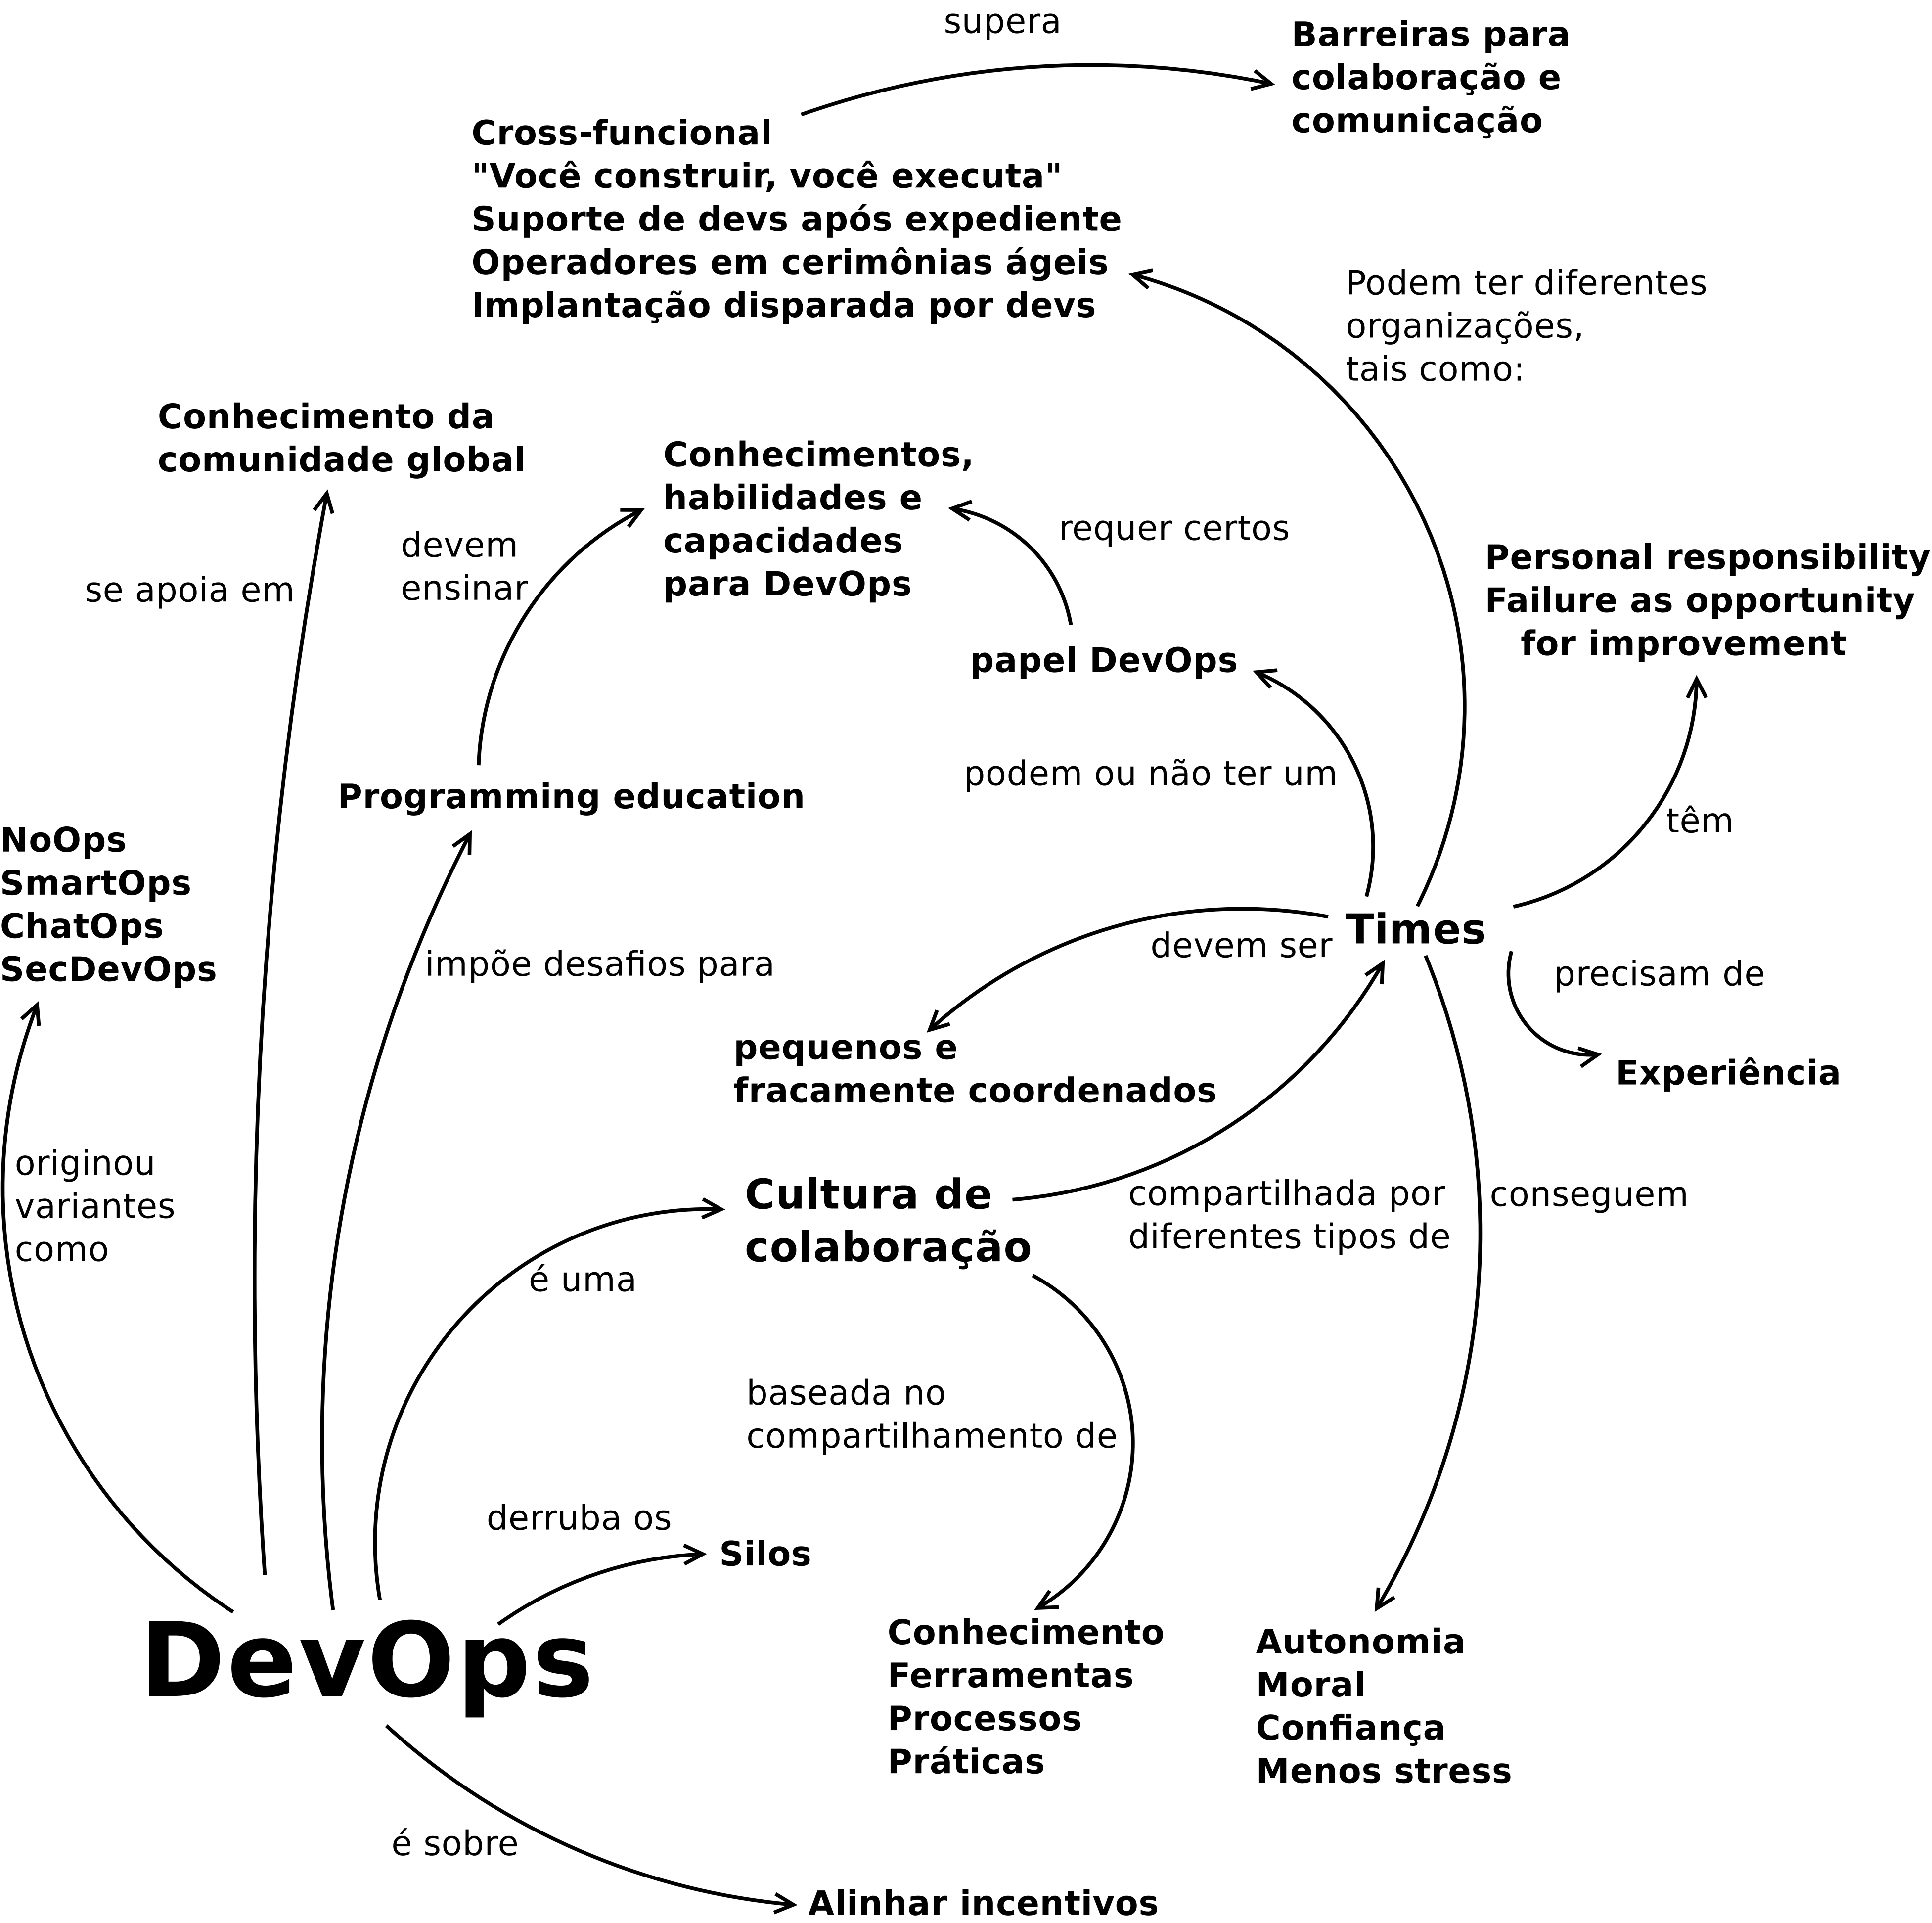 supera
Barreiras para
colaboração e
comunicação
Cross-funcional
"Você construir, você executa"
Suporte de devs após expediente
Operadores em cerimônias ágeis
Implantação disparada por devs
Podem ter diferentes
organizações,
tais como:
Conhecimento da
comunidade global
Conhecimentos,
habilidades e
capacidades
para DevOps
devem
ensinar
requer certos
se apoia em
Personal responsibility
Failure as opportunity
for improvement
papel DevOps
podem ou não ter um
Programming education
têm
NoOps
SmartOps
ChatOps
SecDevOps
impõe desafios para
devem ser
Times
precisam de
pequenos e
fracamente coordenados
Experiência
originou
variantes
como
Cultura de
colaboração
compartilhada por
diferentes tipos de
conseguem
é uma
baseada no
compartilhamento de
derruba os
Silos
DevOps
Conhecimento
Ferramentas
Processos
Práticas
Autonomia
Moral
Confiança
Menos stress
é sobre
Alinhar incentivos